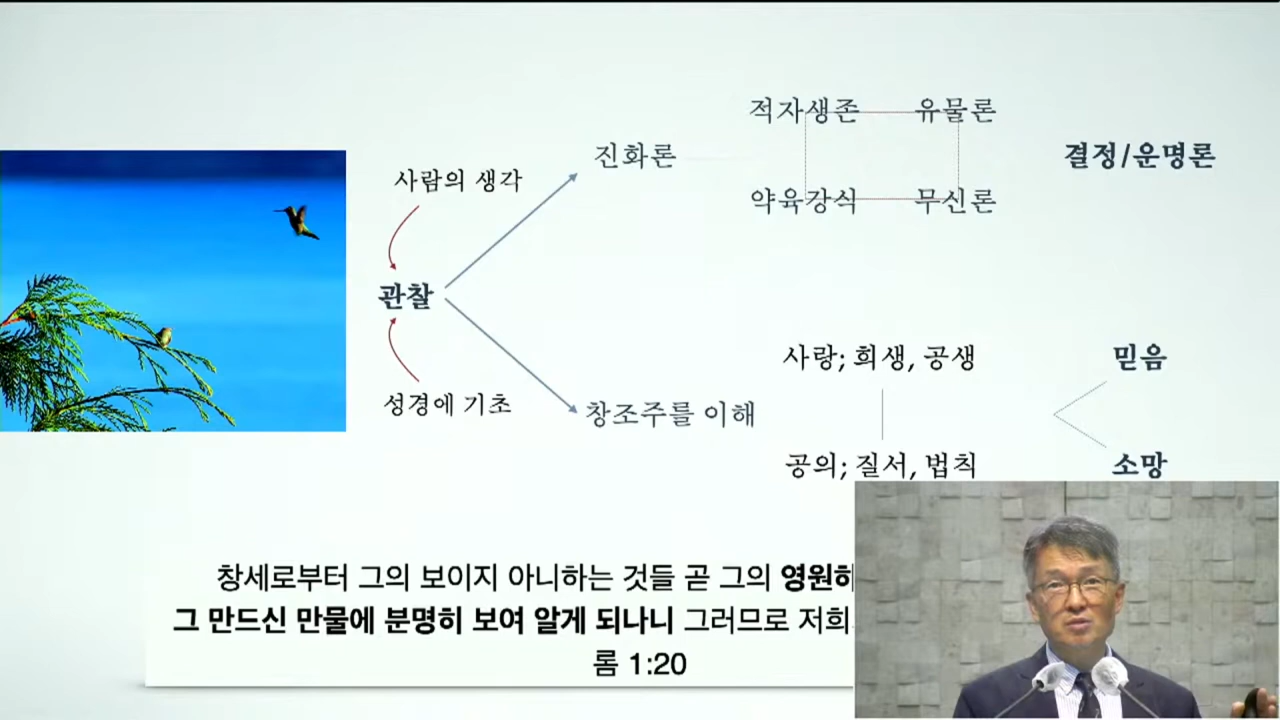 적자생존 유물론
진화론
결정/운명론
사람의 생각
약육강식 무신론
관찰
사랑; 희생, 공생
믿음
성경에 기초
창조주를 이해
공의; 질서, 법칙
소망
창세로부터 그의 보이지 아니하는 것들 곧 그의
그 만드신 만물에 분명히 보여 알게 되나니 그러므로 저희
롬 1:20